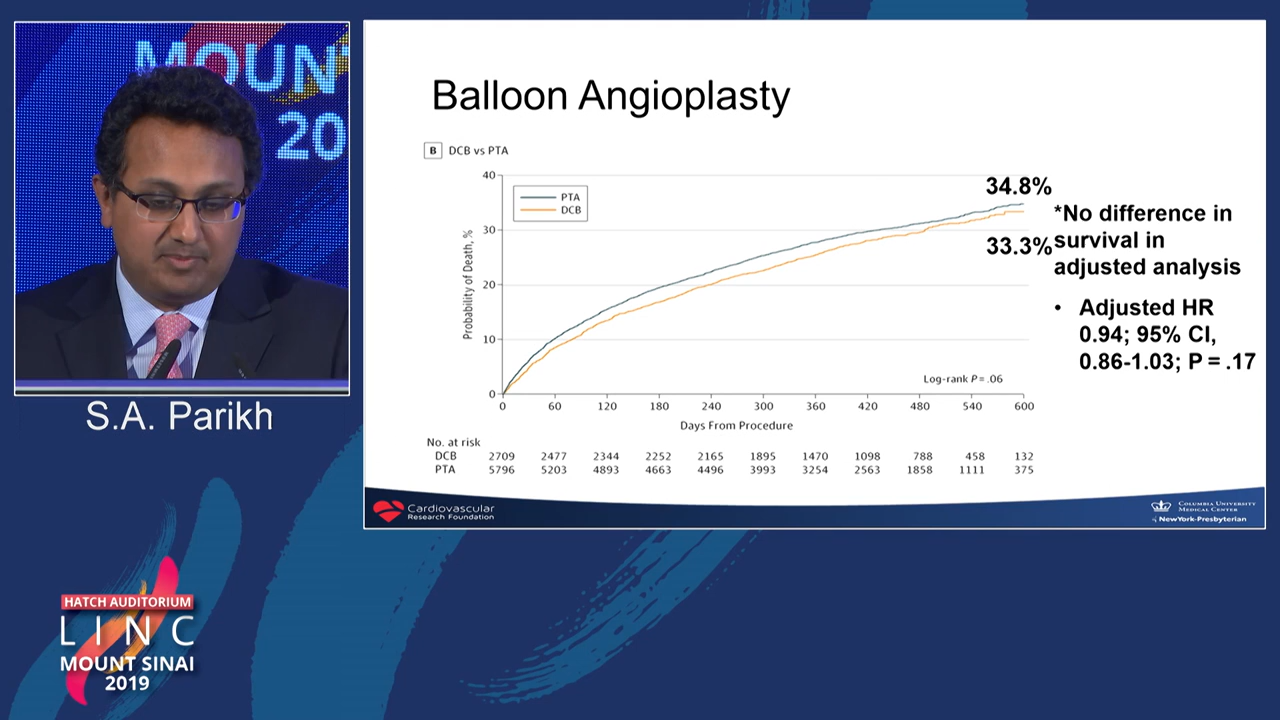 MOUNT
20
S.A. Parikh
HATCH AUDITORIUM
LINC
MOUNT SINAI
2019
Balloon Angioplasty
B DCB vs PTA
Probability of Death, %
40
30
20
10
0
PTA
DCB
34.8%
33.3%
Log-rank P = .06
0 60 120 180 240 300 360 420 480 540 600
Days From Procedure
No. at risk
DCB 2709 2477 2344 2252 2165 1895 1470 1098 788 458 132
PTA 5796 5203 4893 4663 4496 3993 3254 2563 1858 1111 375
*No difference in
survival in
adjusted analysis
• Adjusted HR
0.94; 95% CI,
0.86-1.03; P = .17
Cardiovascular
Research Foundation
COLUMBIA UNIVERSITY
MEDICAL CENTER
NewYork-Presbyterian